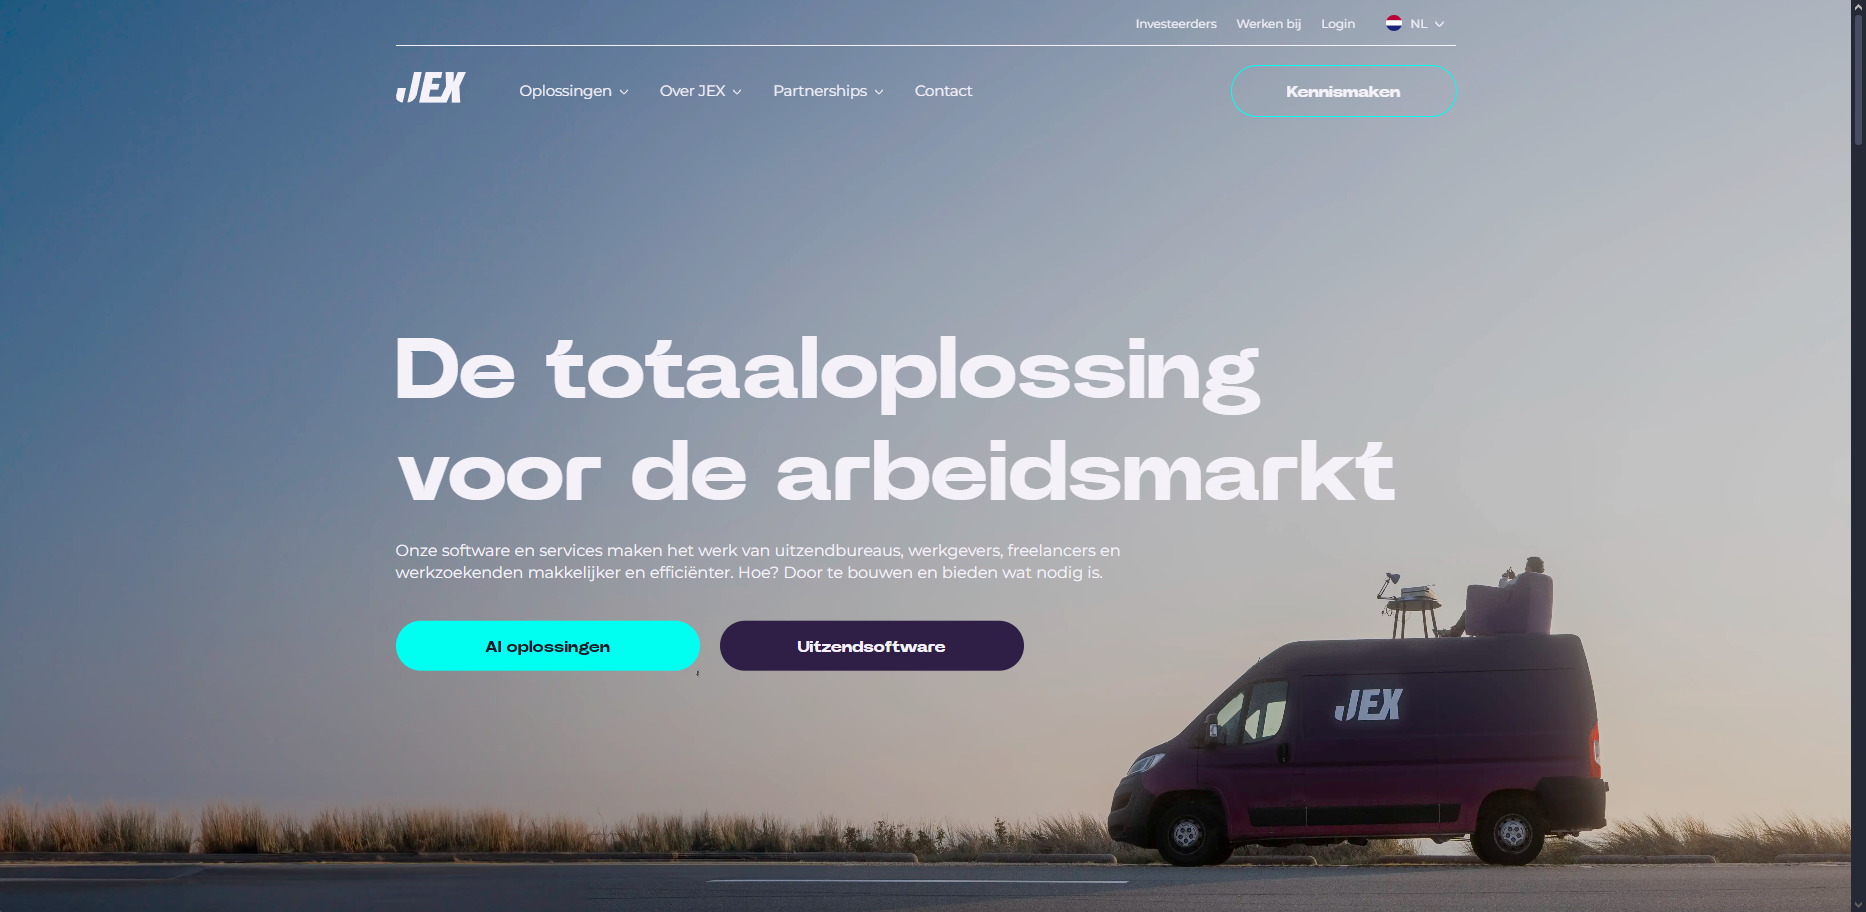 Investeerders Werken bij Login NL
JEX Oplossingen Over JEX Partnerships Contact Kennismaken
De totaaloplossing
voor de arbeidsmarkt
Onze software en services maken het werk van uitzendbureaus, werkgevers, freelancers en
werkzoekenden makkelijker en efficiënter. Hoe? Door te bouwen en bieden wat nodig is.
AI oplossingen Uitzendsoftware
JEX